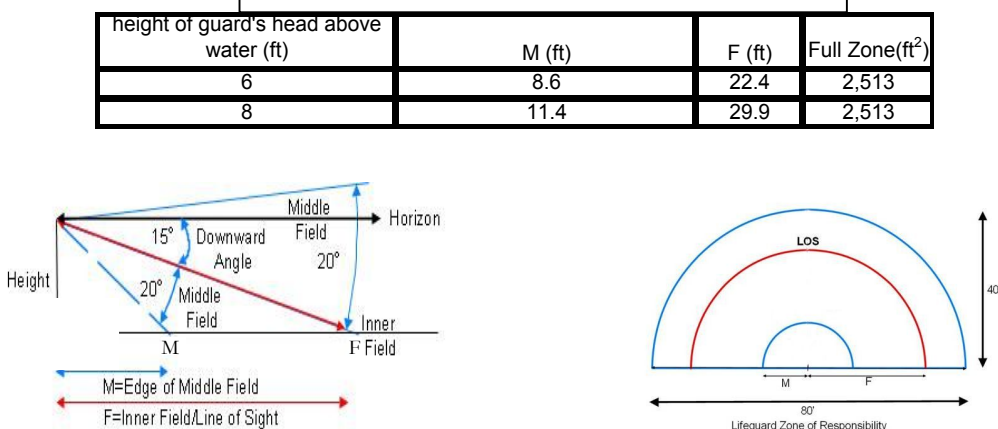 height of guard's head above
water (ft)
M (ft)
F (ft)
Full Zone(ft²)
6
8.6
22.4
2,513
8
11.4
29.9
2,513
Middle
Field
Horizon
15°
Downward
Angle
20°
Height
20°
Middle
Field
Inner
Field
M
F
M=Edge of Middle Field
F=Inner Field/Line of Sight
LOS
40
M
F
80'
Lifeguard Zone of Responsibility